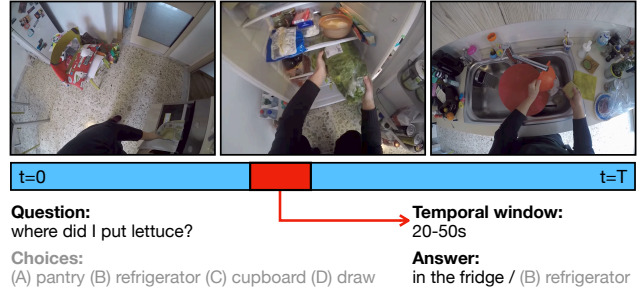 t=0
t=T
Question:
where did I put lettuce?
Choices:
(A) pantry (B) refrigerator (C) cupboard (D) draw
Temporal window:
20-50s
Answer:
in the fridge / (B) refrigerator